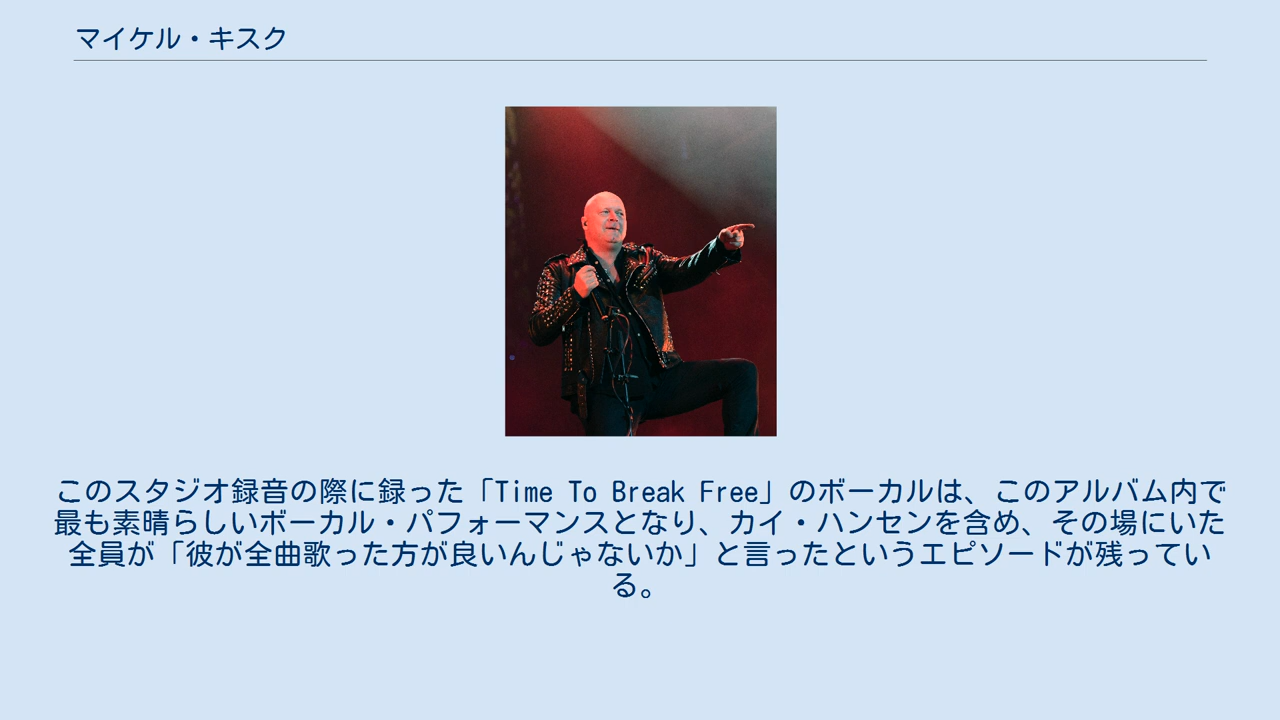 マイケル・キスク
このスタジオ録音の際に録った「Time To Break Free」のボーカルは、このアルバム内で
最も素晴らしいボーカル・パフォーマンスとなり、カイ・ハンセンを含め、その場にいた
全員が「彼が全曲歌った方が良いんじゃないか」と言ったというエピソードが残ってい
る。